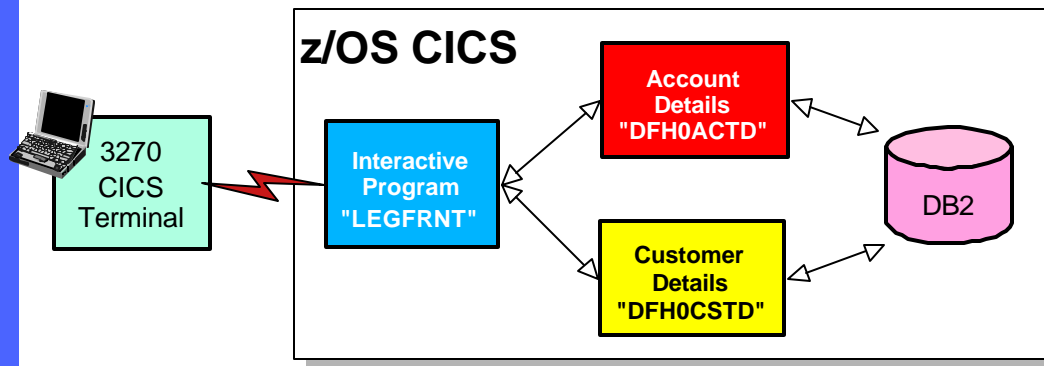 z/OS CICS
3270
CICS
Terminal
Interactive
Program
"LEGFRNT"
Account
Details
"DFH0ACTD"
Customer
Details
"DFH0CSTD"
DB2